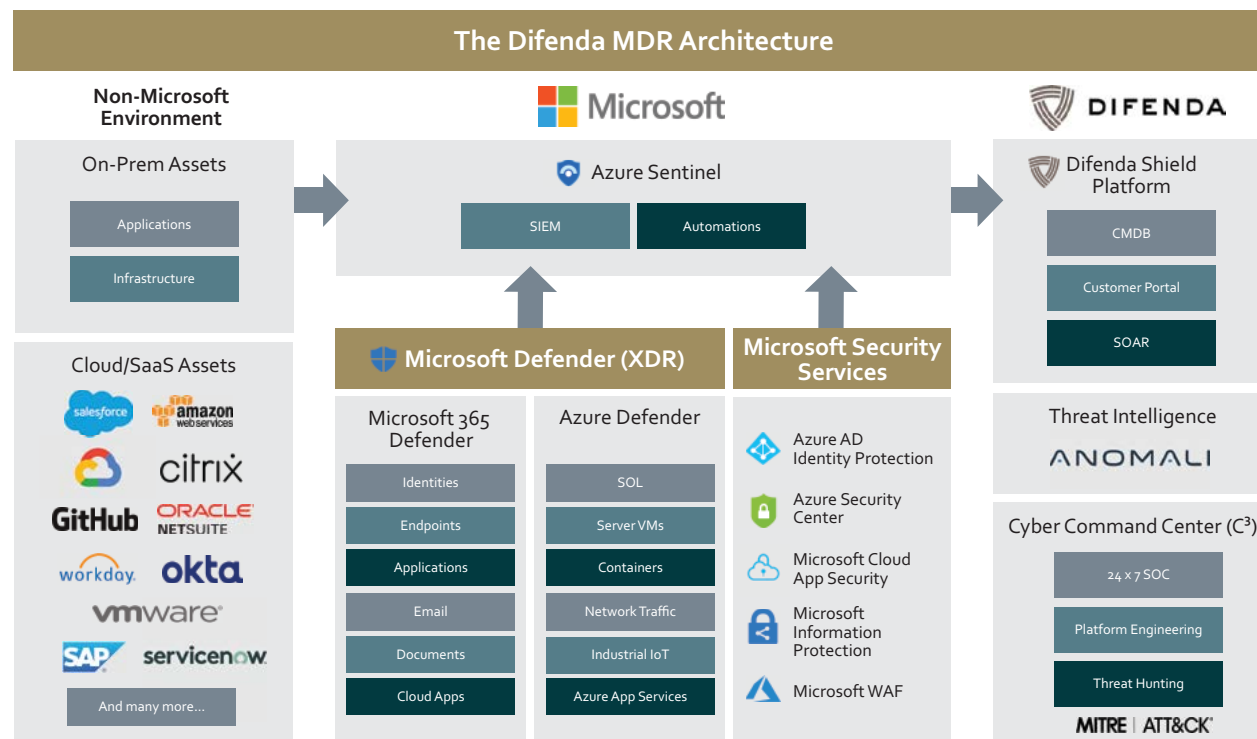 The Difenda MDR Architecture
Non-Microsoft
Environment
On-Prem Assets
Applications
Infrastructure
Cloud/SaaS Assets
salesforce
amazon
webservices
citrix
GitHub
ORACLE
NETSUITE
workday.
okta
vmware®
SAP
servicenow.
And many more...
Microsoft
Azure Sentinel
SIEM
Automations
Microsoft Defender (XDR)
Microsoft 365
Defender
Identities
Endpoints
Applications
Email
Documents
Cloud Apps
Azure Defender
SOL
Server VMs
Containers
Network Traffic
Industrial IoT
Azure App Services
Microsoft Security
Services
Azure AD
Identity Protection
Azure Security
Center
Microsoft Cloud
App Security
Microsoft
Information
Protection
Microsoft WAF
DIFENDA
Difenda Shield
Platform
CMDB
Customer Portal
SOAR
Threat Intelligence
ANOMALI
Cyber Command Center (C³)
24 x 7 SOC
Platform Engineering
Threat Hunting
MITRE | ATT&CK®